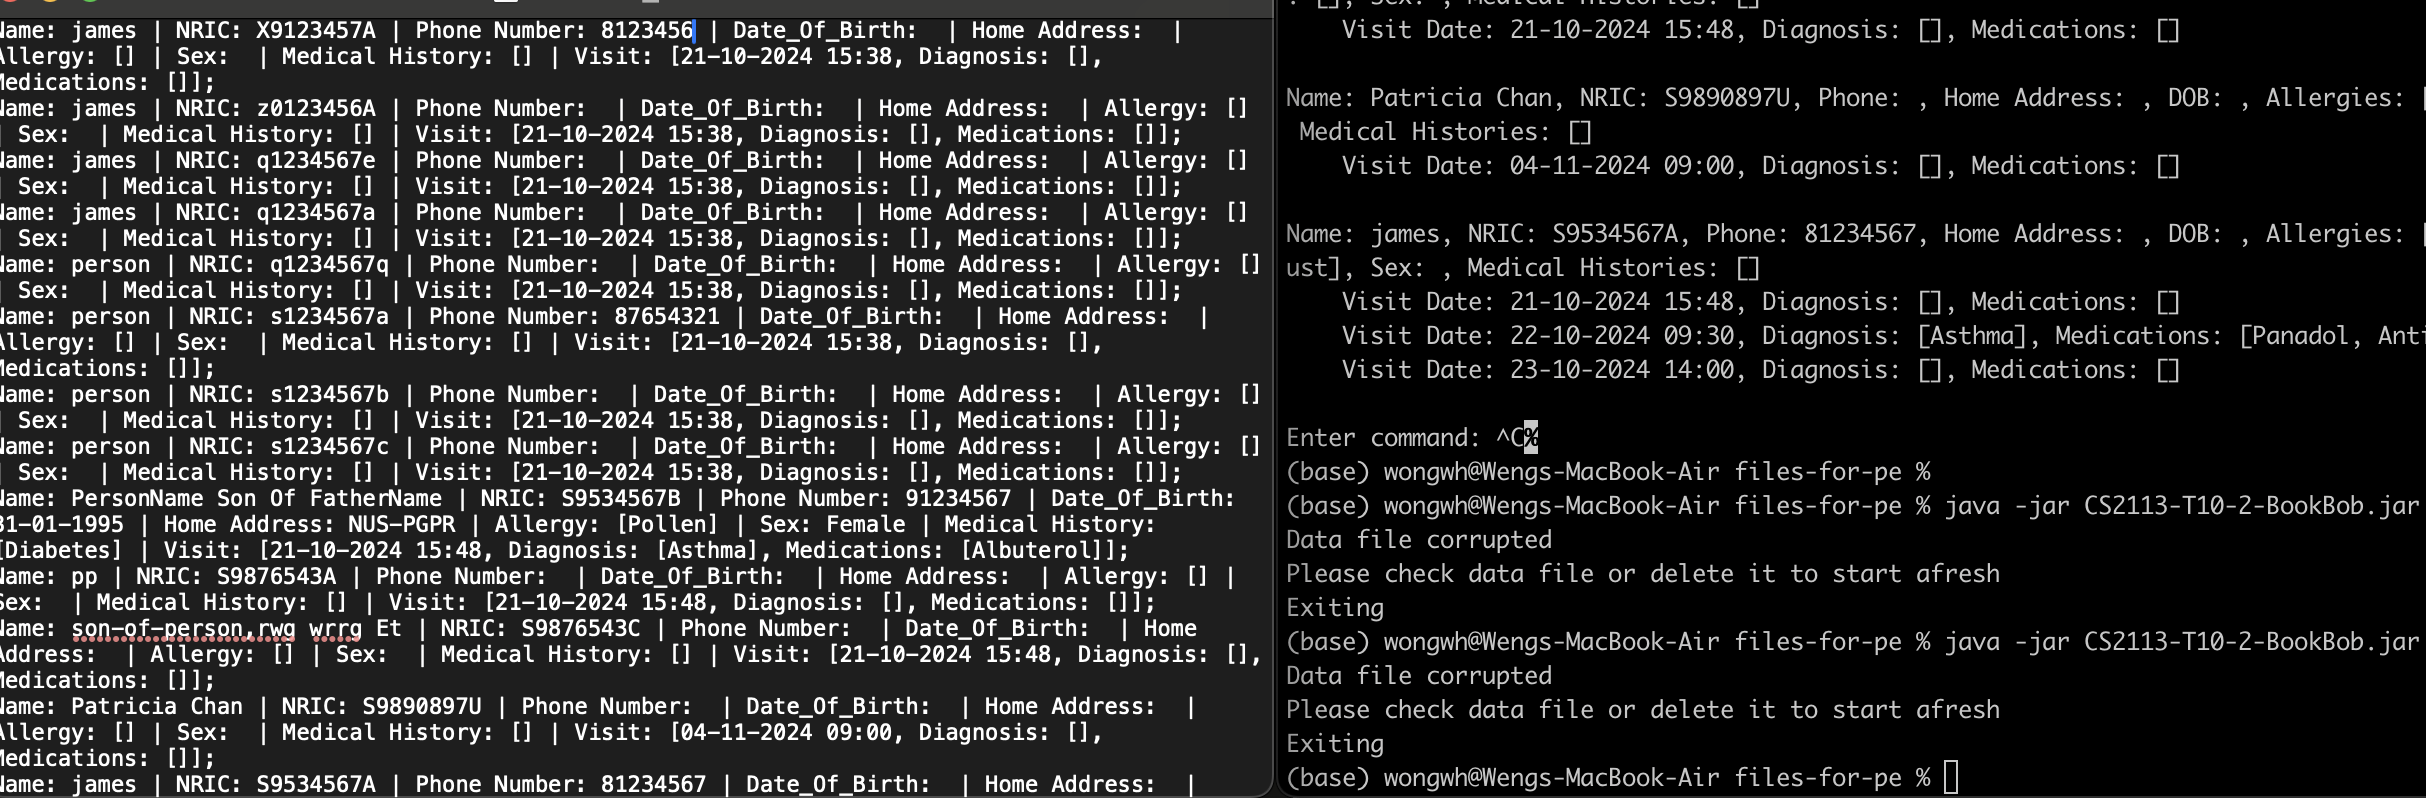 Name: james | NRIC: X9123457A | Phone Number: 8123456 | Date_Of_Birth:  | Home Address:  |
Allergy: [] | Sex:  | Medical History: [] | Visit: [21-10-2024 15:38, Diagnosis: [],
Medications: []];
Name: james | NRIC: z0123456A | Phone Number:  | Date_Of_Birth:  | Home Address:  | Allergy: []
| Sex:  | Medical History: [] | Visit: [21-10-2024 15:38, Diagnosis: [], Medications: []];
Name: james | NRIC: q1234567e | Phone Number:  | Date_Of_Birth:  | Home Address:  | Allergy: []
| Sex:  | Medical History: [] | Visit: [21-10-2024 15:38, Diagnosis: [], Medications: []];
Name: james | NRIC: q1234567a | Phone Number:  | Date_Of_Birth:  | Home Address:  | Allergy: []
| Sex:  | Medical History: [] | Visit: [21-10-2024 15:38, Diagnosis: [], Medications: []];
Name: person | NRIC: q1234567q | Phone Number:  | Date_Of_Birth:  | Home Address:  | Allergy: []
| Sex:  | Medical History: [] | Visit: [21-10-2024 15:38, Diagnosis: [], Medications: []];
Name: person | NRIC: s1234567a | Phone Number: 87654321 | Date_Of_Birth:  | Home Address:  |
Allergy: [] | Sex:  | Medical History: [] | Visit: [21-10-2024 15:38, Diagnosis: [],
Medications: []];
Name: person | NRIC: s1234567b | Phone Number:  | Date_Of_Birth:  | Home Address:  | Allergy: []
| Sex:  | Medical History: [] | Visit: [21-10-2024 15:38, Diagnosis: [], Medications: []];
Name: person | NRIC: s1234567c | Phone Number:  | Date_Of_Birth:  | Home Address:  | Allergy: []
| Sex:  | Medical History: [] | Visit: [21-10-2024 15:38, Diagnosis: [], Medications: []];
Name: PersonName Son Of FatherName | NRIC: S9534567B | Phone Number: 91234567 | Date_Of_Birth:
31-01-1995 | Home Address: NUS-PGPR | Allergy: [Pollen] | Sex: Female | Medical History:
[Diabetes] | Visit: [21-10-2024 15:48, Diagnosis: [Asthma], Medications: [Albuterol]];
Name: pp | NRIC: S9876543A | Phone Number:  | Date_Of_Birth:  | Home Address:  | Allergy: [] |
Sex:  | Medical History: [] | Visit: [21-10-2024 15:48, Diagnosis: [], Medications: []];
Name: son-of-person,rwg wrrg Et | NRIC: S9876543C | Phone Number:  | Date_Of_Birth:  | Home
Address:  | Allergy: [] | Sex:  | Medical History: [] | Visit: [21-10-2024 15:48, Diagnosis: [],
Medications: []];
Name: Patricia Chan | NRIC: S9890897U | Phone Number:  | Date_Of_Birth:  | Home Address:  |
Allergy: [] | Sex:  | Medical History: [] | Visit: [04-11-2024 09:00, Diagnosis: [],
Medications: []];
Name: james | NRIC: S9534567A | Phone Number: 81234567 | Date_Of_Birth:  | Home Address:  |
: [], Sex: , Medical Histories: []
Visit Date: 21-10-2024 15:48, Diagnosis: [], Medications: []
Name: Patricia Chan, NRIC: S9890897U, Phone: , Home Address: , DOB: , Allergies: [
Medical Histories: []
Visit Date: 04-11-2024 09:00, Diagnosis: [], Medications: []
Name: james, NRIC: S9534567A, Phone: 81234567, Home Address: , DOB: , Allergies: [
ust], Sex: , Medical Histories: []
Visit Date: 21-10-2024 15:48, Diagnosis: [], Medications: []
Visit Date: 22-10-2024 09:30, Diagnosis: [Asthma], Medications: [Panadol, Anti
Visit Date: 23-10-2024 14:00, Diagnosis: [], Medications: []
Enter command: ^C%
(base) wongwh@Wengs-MacBook-Air files-for-pe %
(base) wongwh@Wengs-MacBook-Air files-for-pe % java -jar CS2113-T10-2-BookBob.jar
Data file corrupted
Please check data file or delete it to start afresh
Exiting
(base) wongwh@Wengs-MacBook-Air files-for-pe % java -jar CS2113-T10-2-BookBob.jar
Data file corrupted
Please check data file or delete it to start afresh
Exiting
(base) wongwh@Wengs-MacBook-Air files-for-pe %